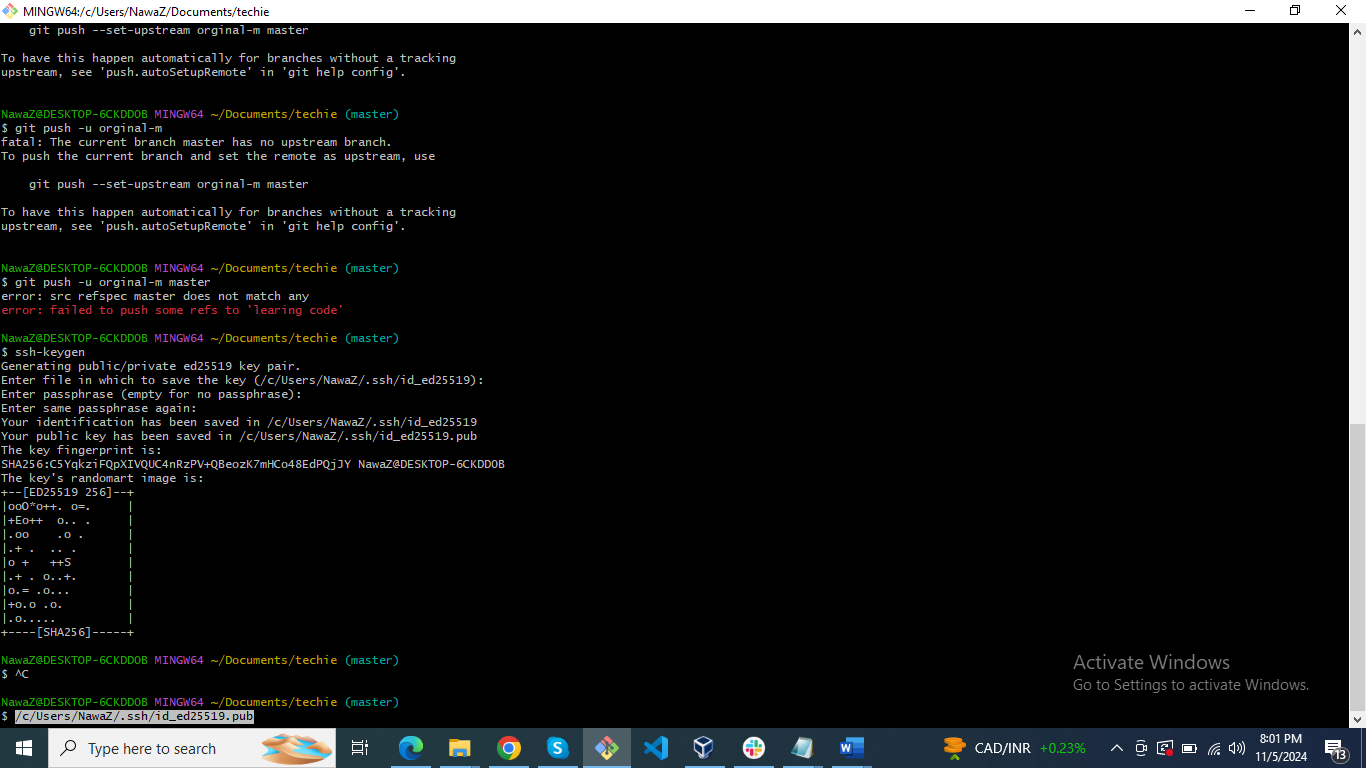 MINGW64:/c/Users/NawaZ/Documents/techie
    git push --set-upstream orginal-m master
To have this happen automatically for branches without a tracking
upstream, see 'push.autoSetupRemote' in 'git help config'.
NawaZ@DESKTOP-6CKDDOB MINGW64 ~/Documents/techie (master)
$ git push -u orginal-m
fatal: The current branch master has no upstream branch.
To push the current branch and set the remote as upstream, use
    git push --set-upstream orginal-m master
To have this happen automatically for branches without a tracking
upstream, see 'push.autoSetupRemote' in 'git help config'.
NawaZ@DESKTOP-6CKDDOB MINGW64 ~/Documents/techie (master)
$ git push -u orginal-m master
error: src refspec master does not match any
error: failed to push some refs to 'learing code'
NawaZ@DESKTOP-6CKDDOB MINGW64 ~/Documents/techie (master)
$ ssh-keygen
Generating public/private ed25519 key pair.
Enter file in which to save the key (/c/Users/NawaZ/.ssh/id_ed25519):
Enter passphrase (empty for no passphrase):
Enter same passphrase again:
Your identification has been saved in /c/Users/NawaZ/.ssh/id_ed25519
Your public key has been saved in /c/Users/NawaZ/.ssh/id_ed25519.pub
The key fingerprint is:
SHA256:C5YqkziFQpXIVQUC4nRzPV+QBeozK7mHCo48EdPQjJY NawaZ@DESKTOP-6CKDDOB
The key's randomart image is:
+--[ED25519 256]--+
|ooO*o++. o=.     |
|+Eo++  o.. .     |
|.oo    .o .      |
|.+ .  .. .       |
|o +   ++S        |
|.+ . o..+.       |
|o.= .o...        |
|+o.o .o.         |
|.o.....          |
+----[SHA256]-----+
NawaZ@DESKTOP-6CKDDOB MINGW64 ~/Documents/techie (master)
$ ^C
NawaZ@DESKTOP-6CKDDOB MINGW64 ~/Documents/techie (master)
$ /c/Users/NawaZ/.ssh/id_ed25519.pub
Activate Windows
Go to Settings to activate Windows.
Type here to search
CAD/INR +0.23%
8:01 PM
11/5/2024
13